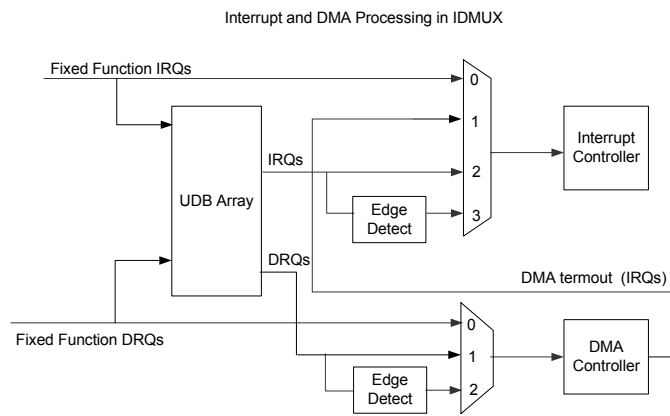 Interrupt and DMA Processing in IDMUX
Fixed Function IRQs
0
1
2
3
Interrupt
Controller
IRQs
UDB Array
Edge
Detect
DRQs
DMA termout (IRQs)
Fixed Function DRQs
0
1
2
Edge
Detect
DMA
Controller